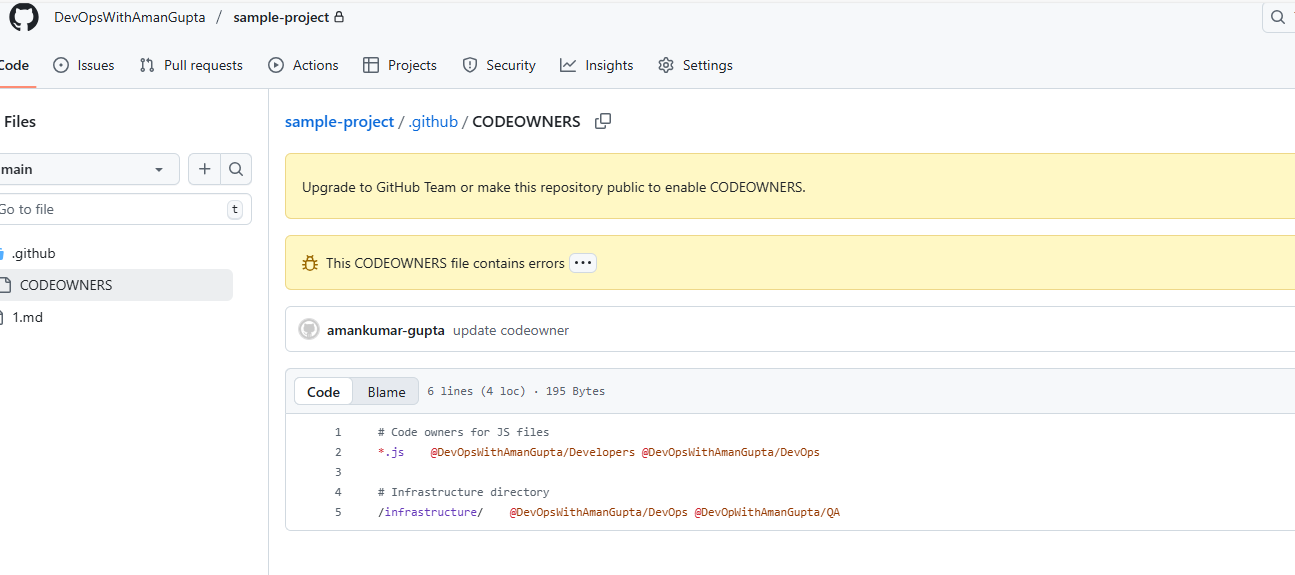 DevOpsWithAmanGupta / sample-project
Code Issues Pull requests Actions Projects Security Insights Settings
Files
sample-project / .github / CODEOWNERS
main
Upgrade to GitHub Team or make this repository public to enable CODEOWNERS.
Go to file t
.github
This CODEOWNERS file contains errors ···
CODEOWNERS
1.md
amankumar-gupta update codeowner
Code Blame 6 lines (4 loc) · 195 Bytes
1 # Code owners for JS files
2 *.js @DevOpsWithAmanGupta/Developers @DevOpsWithAmanGupta/DevOps
3
4 # Infrastructure directory
5 /infrastructure/ @DevOpsWithAmanGupta/DevOps @DevOpWithAmanGupta/QA